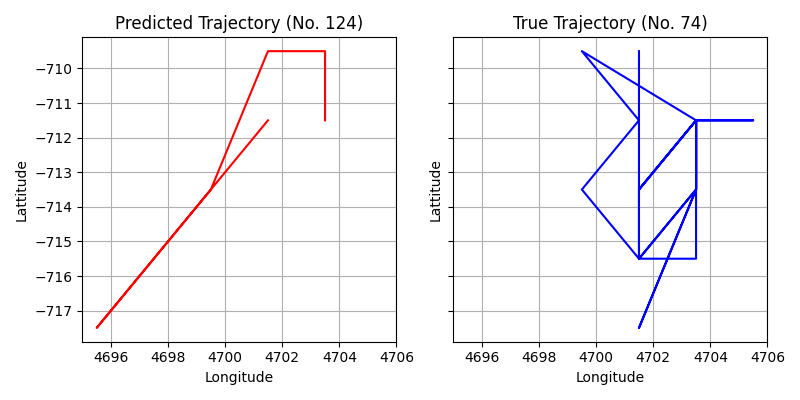 Predicted Trajectory (No. 124)
−710
−711
−712
−713
−714
−715
−716
−717
Lattitude
4696 4698 4700 4702 4704 4706
Longitude
True Trajectory (No. 74)
Lattitude
4696 4698 4700 4702 4704 4706
Longitude